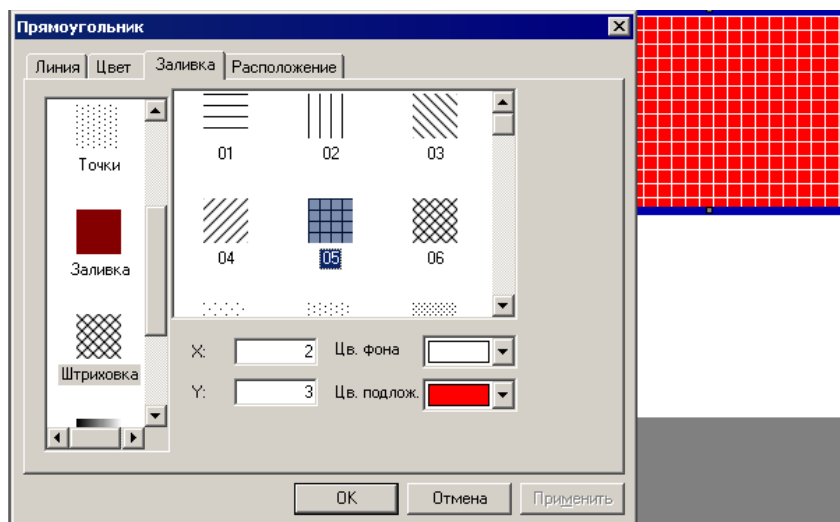 Прямоугольник
Линия Цвет Заливка Расположение
Точки
Заливка
Штриховка
01 02 03
04 05 06
X: 2 Цв. фона
Y: 3 Цв. подлож.
OK Отмена Применить